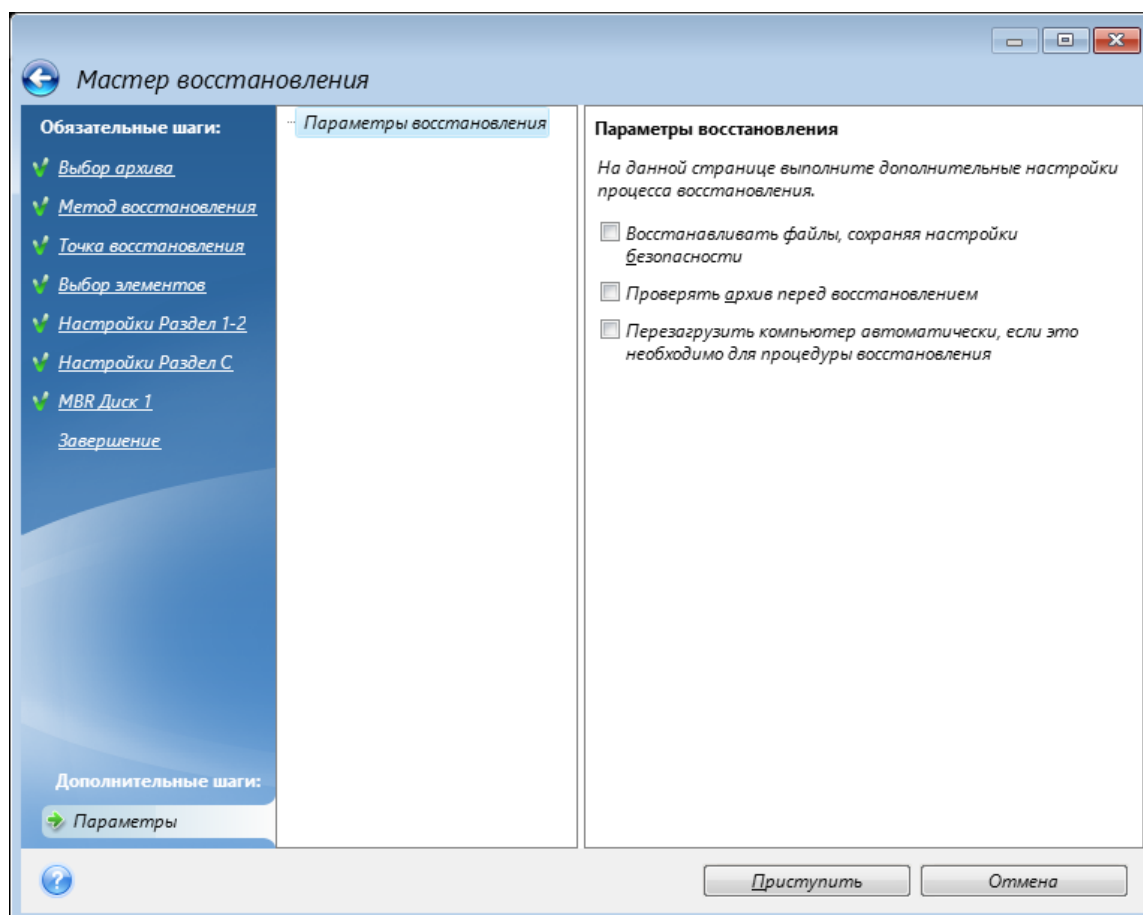 Мастер восстановления
Обязательные шаги:
Выбор архива
Метод восстановления
Точка восстановления
Выбор элементов
Настройки Раздел 1-2
Настройки Раздел C
MBR Диск 1
Завершение
Дополнительные шаги:
Параметры
Параметры восстановления
Параметры восстановления
На данной странице выполните дополнительные настройки
процесса восстановления.
Восстанавливать файлы, сохраняя настройки
безопасности
Проверять архив перед восстановлением
Перезагрузить компьютер автоматически, если это
необходимо для процедуры восстановления
?
Приступить
Отмена